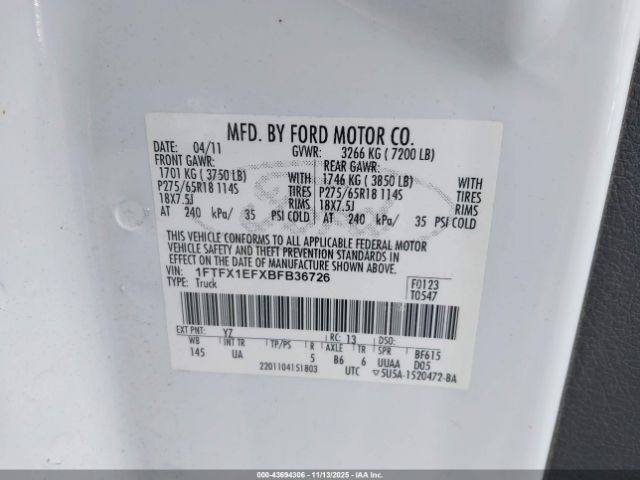 MFD. BY FORD MOTOR CO.
DATE: 04/11 GVWR: 3266 KG ( 7200 LB)
FRONT GAWR: REAR GAWR:
1701 KG ( 3750 LB) WITH 1746 KG ( 3850 LB) WITH
P275/65R18 114S TIRES P275/65R18 114S TIRES
18X7.5J RIMS 18X7.5J RIMS
AT 240 kPa/ 35 PSI COLD AT 240 kPa/ 35 PSI COLD
THIS VEHICLE CONFORMS TO ALL APPLICABLE FEDERAL MOTOR
VEHICLE SAFETY AND THEFT PREVENTION STANDARDS IN
EFFECT ON THE DATE OF MANUFACTURE SHOWN ABOVE.
VIN: 1FTFX1EFXBFB36726 F0123
TYPE: Truck T0547
EXT PNT: YZ RC: 13 DSO:
WB INT TR TP/PS R AXLE TR SPR BF615
145 UA 5 B6 6 UUAA D05
2201104151803 UTC 5U5A-1520472-BA
Ford
00-43694306 - 11/13/2025 - IAAI.com